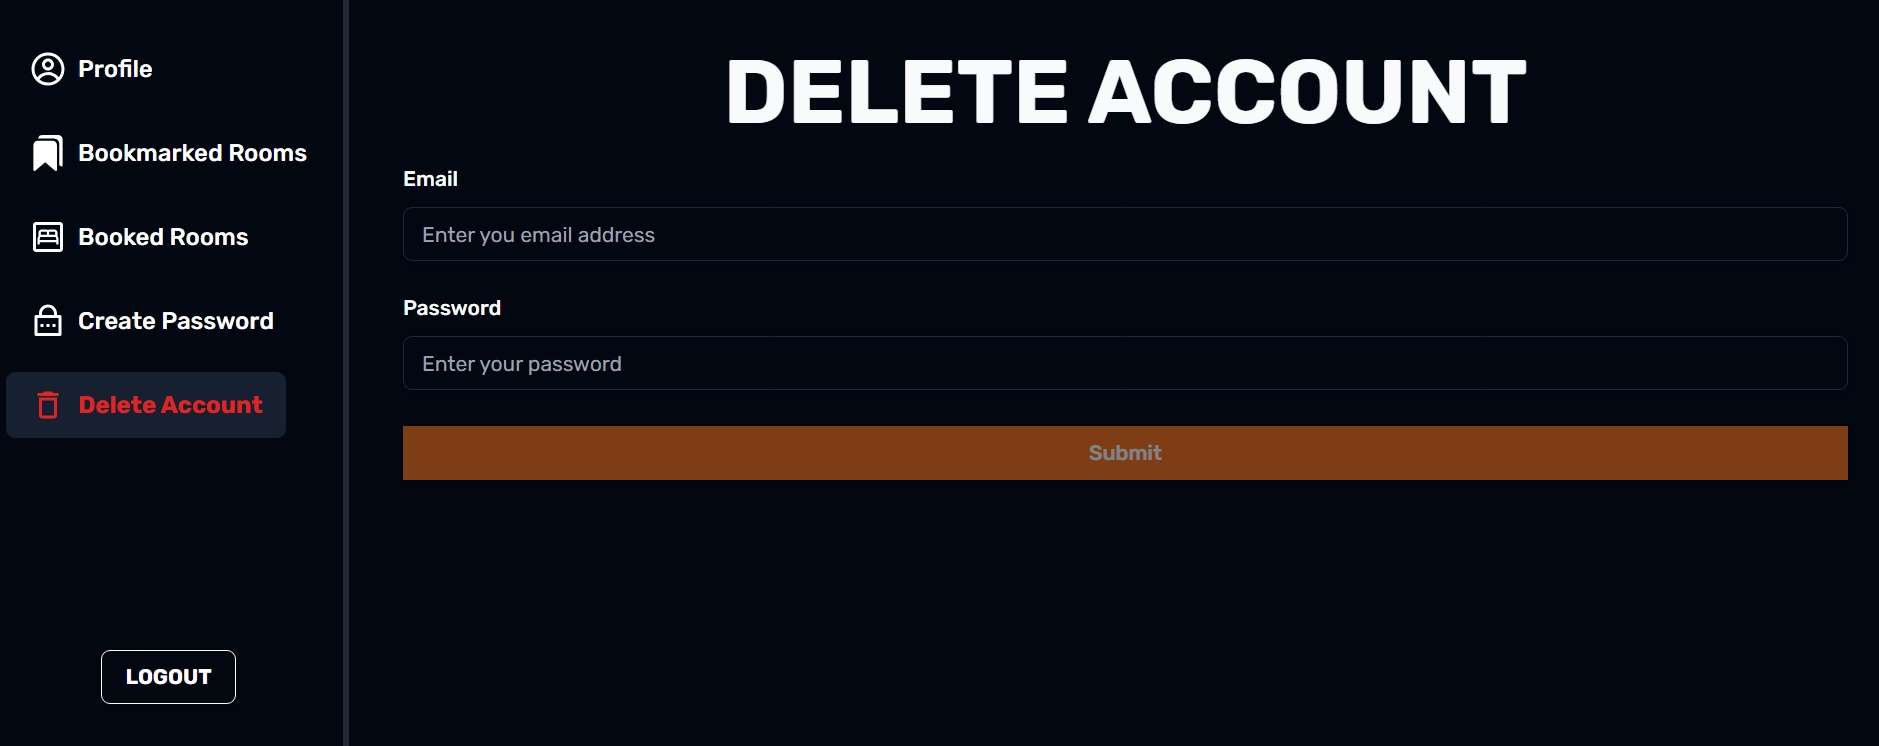 Profile
Bookmarked Rooms
Booked Rooms
Create Password
Delete Account
LOGOUT
DELETE ACCOUNT
Email
Enter you email address
Password
Enter your password
Submit